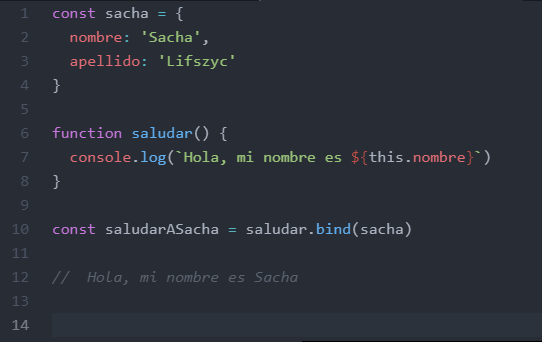 1 const sacha = {
2   nombre: 'Sacha',
3   apellido: 'Lifszyc'
4 }
5
6 function saludar() {
7   console.log(`Hola, mi nombre es ${this.nombre}`)
8 }
9
10 const saludarASacha = saludar.bind(sacha)
11
12 //  Hola, mi nombre es Sacha
13
14